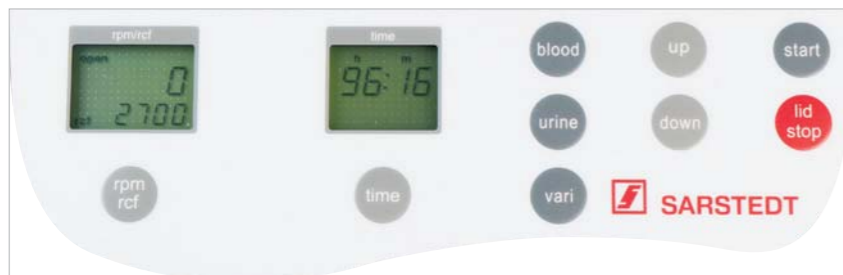 rpm/rcf
open
0
rcf 2700
time
h m
96:16
blood
up
start
urine
down
lid
stop
rpm
rcf
time
vari
SARSTEDT